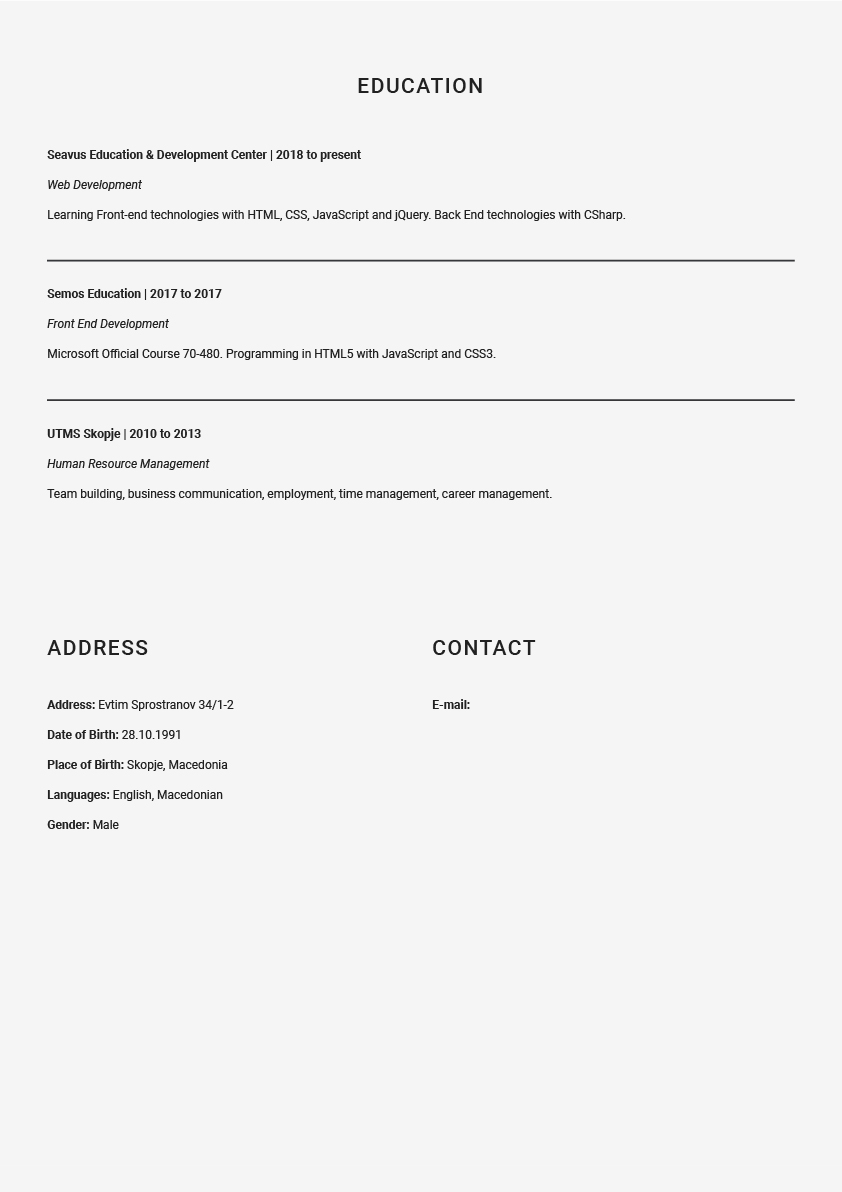 EDUCATION
Seavus Education & Development Center | 2018 to present
Web Development
Learning Front-end technologies with HTML, CSS, JavaScript and jQuery. Back End technologies with CSharp.
Semos Education | 2017 to 2017
Front End Development
Microsoft Official Course 70-480. Programming in HTML5 with JavaScript and CSS3.
UTMS Skopje | 2010 to 2013
Human Resource Management
Team building, business communication, employment, time management, career management.
ADDRESS
Address: Evtim Sprostranov 34/1-2
Date of Birth: 28.10.1991
Place of Birth: Skopje, Macedonia
Languages: English, Macedonian
Gender: Male
CONTACT
E-mail: